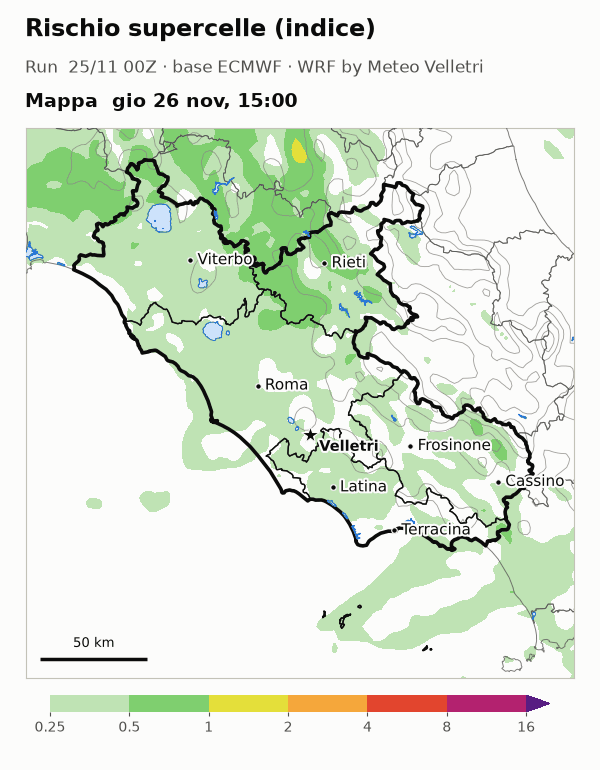 Rischio supercelle (indice)
Run  25/11 00Z · base ECMWF · WRF by Meteo Velletri
Mappa  gio 26 nov, 15:00
Viterbo
Rieti
Roma
Velletri
Frosinone
Cassino
Latina
Terracina
50 km
0.25 0.5 1 2 4 8 16